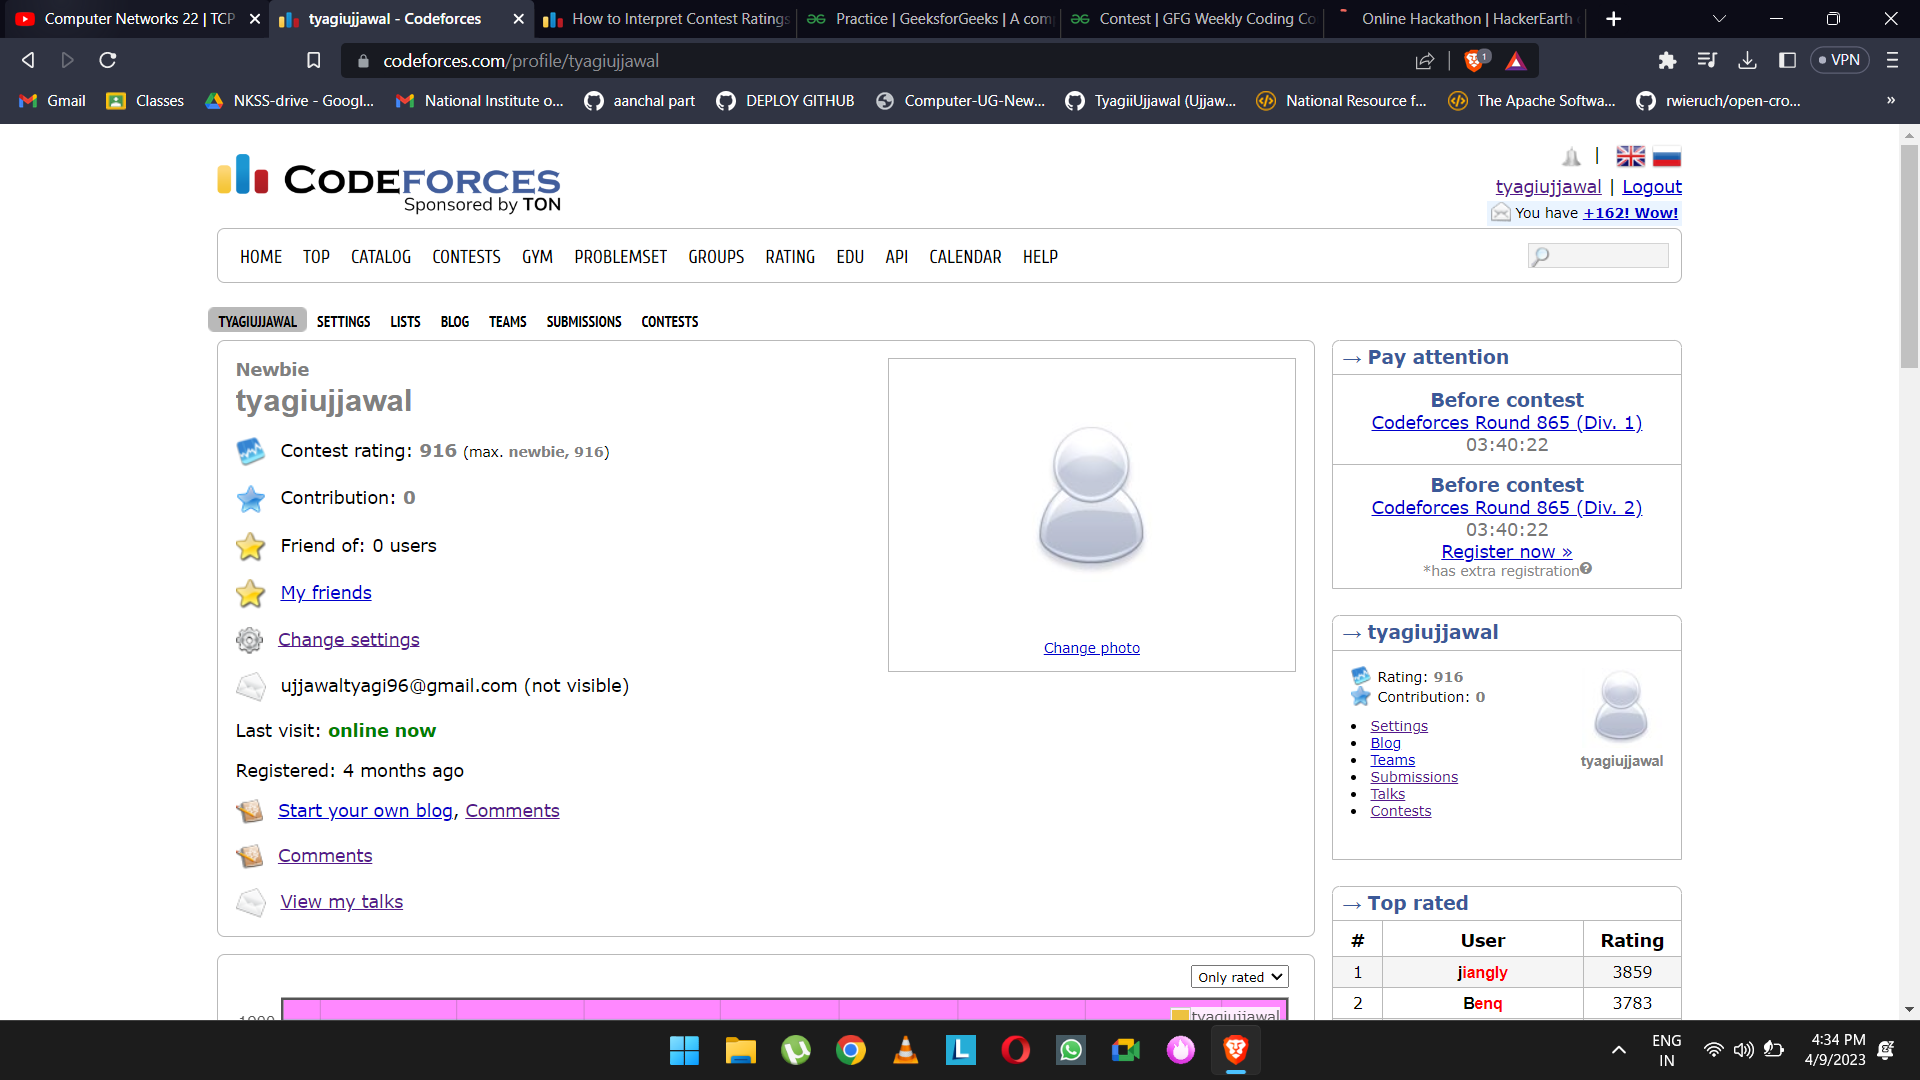 Computer Networks 22 | TCP
tyagiujjawal - Codeforces
How to Interpret Contest Ratings
Practice | GeeksforGeeks | A com
Contest | GFG Weekly Coding Co
Online Hackathon | HackerEarth
codeforces.com/profile/tyagiujjawal
1
VPN
Gmail
Classes
NKSS-drive - Googl...
National Institute o...
aanchal part
DEPLOY GITHUB
Computer-UG-New...
TyagiiUjjawal (Ujjaw...
National Resource f...
The Apache Softwa...
rwieruch/open-cro...
»
CODEFORCES
Sponsored by TON
|
tyagiujjawal | Logout
You have +162! Wow!
HOME TOP CATALOG CONTESTS GYM PROBLEMSET GROUPS RATING EDU API CALENDAR HELP
TYAGIUJJAWAL SETTINGS LISTS BLOG TEAMS SUBMISSIONS CONTESTS
Newbie
tyagiujjawal
Contest rating: 916 (max. newbie, 916)
Contribution: 0
Friend of: 0 users
My friends
Change settings
ujjawaltyagi96@gmail.com (not visible)
Last visit: online now
Registered: 4 months ago
Start your own blog, Comments
Comments
View my talks
Change photo
Only rated
tyagiujjawal
→ Pay attention
Before contest
Codeforces Round 865 (Div. 1)
03:40:22
Before contest
Codeforces Round 865 (Div. 2)
03:40:22
Register now »
*has extra registration
→ tyagiujjawal
Rating: 916
Contribution: 0
Settings
Blog
Teams
Submissions
Talks
Contests
tyagiujjawal
→ Top rated
# User Rating
1 jiangly 3859
2 Benq 3783
ENG
IN
4:34 PM
4/9/2023